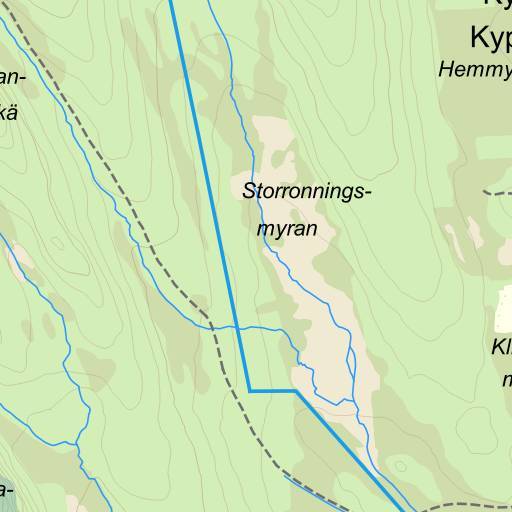 Kyp
Hemmy
an-
kä
Storronnings-
myran
Kl
m
a-